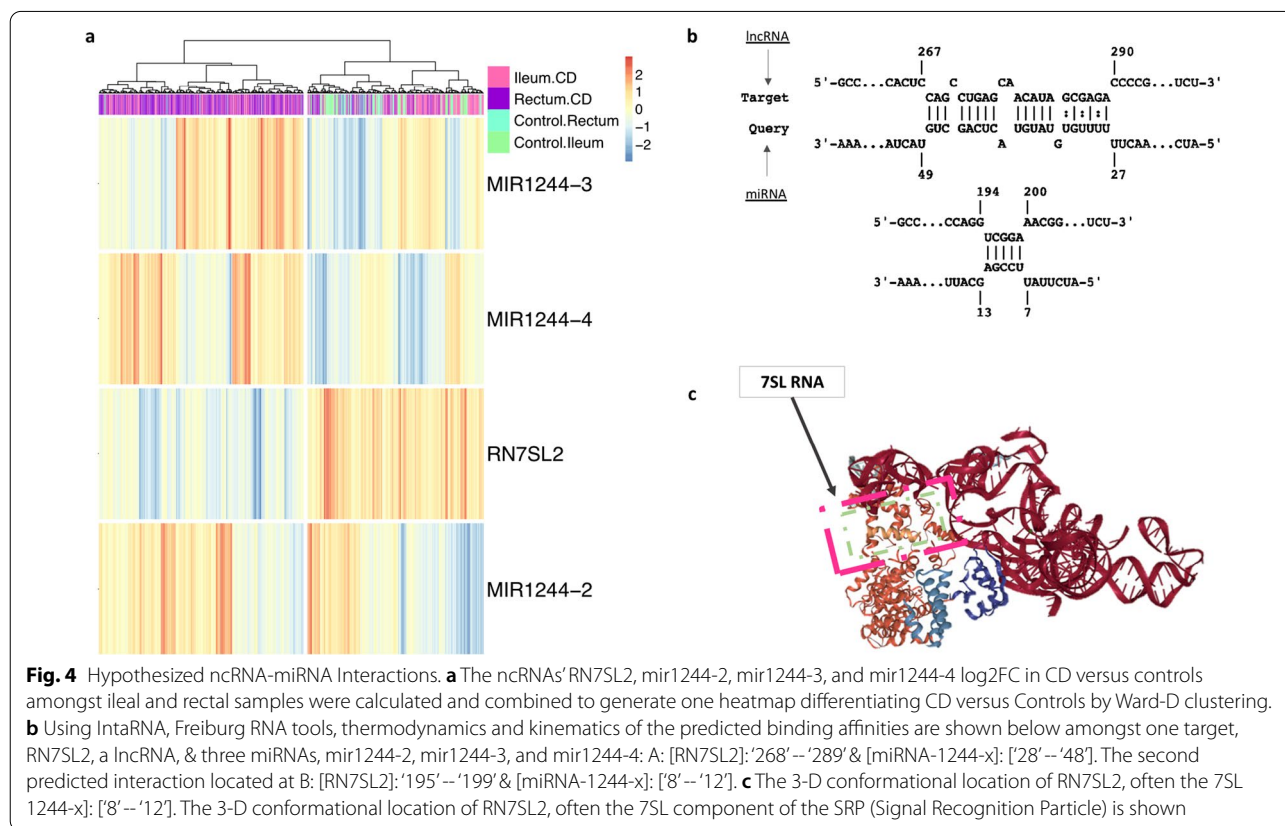 a
Ileum.CD
Rectum.CD
Control.Rectum
Control.Ileum
2
1
0
−1
−2
MIR1244−3
MIR1244−4
RN7SL2
MIR1244−2
b
lncRNA
267 290
5'-GCC...CACUC C CA CCCCG...UCU-3'
Target CAG CUGAG ACAUA GCGAGA
||| ||||| ||||| :|:|:|
Query GUC GACUC UGUAU UGUUUU
3'-AAA...AUCAU A G UUCAA...CUA-5'
49 27
miRNA
194 200
5'-GCC...CCAGG AACGG...UCU-3'
UCGGA
|||||
AGCCU
3'-AAA...UUACG UAUUCUA-5'
13 7
7SL RNA
c
Fig. 4 Hypothesized ncRNA-miRNA Interactions. a The ncRNAs' RN7SL2, mir1244-2, mir1244-3, and mir1244-4 log2FC in CD versus controls
amongst ileal and rectal samples were calculated and combined to generate one heatmap differentiating CD versus Controls by Ward-D clustering.
b Using IntaRNA, Freiburg RNA tools, thermodynamics and kinematics of the predicted binding affinities are shown below amongst one target,
RN7SL2, a lncRNA, & three miRNAs, mir1244-2, mir1244-3, and mir1244-4: A: [RN7SL2]: '268' -- '289' & [miRNA-1244-x]: ['28' -- '48']. The second
predicted interaction located at B: [RN7SL2]: '195' -- '199' & [miRNA-1244-x]: ['8' -- '12']. c The 3-D conformational location of RN7SL2, often the 7SL
1244-x]: ['8' -- '12']. The 3-D conformational location of RN7SL2, often the 7SL component of the SRP (Signal Recognition Particle) is shown